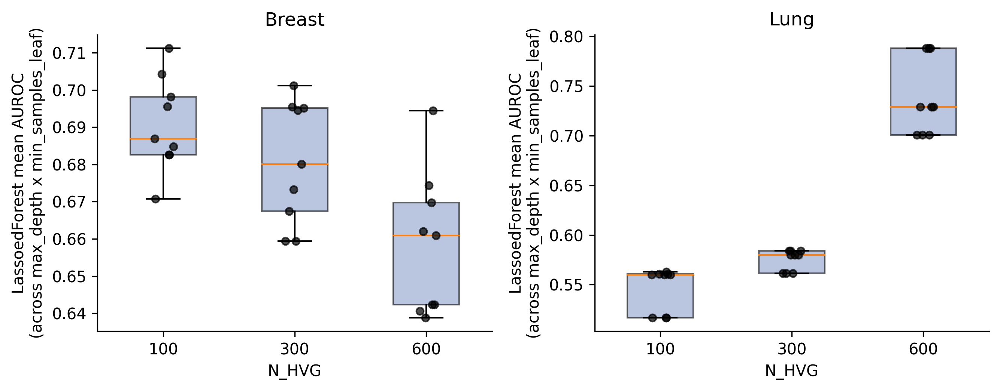 Breast
LassoedForest mean AUROC
(across max_depth x min_samples_leaf)
0.71
0.70
0.69
0.68
0.67
0.66
0.65
0.64
100 300 600
N_HVG
Lung
LassoedForest mean AUROC
(across max_depth x min_samples_leaf)
0.80
0.75
0.70
0.65
0.60
0.55
100 300 600
N_HVG